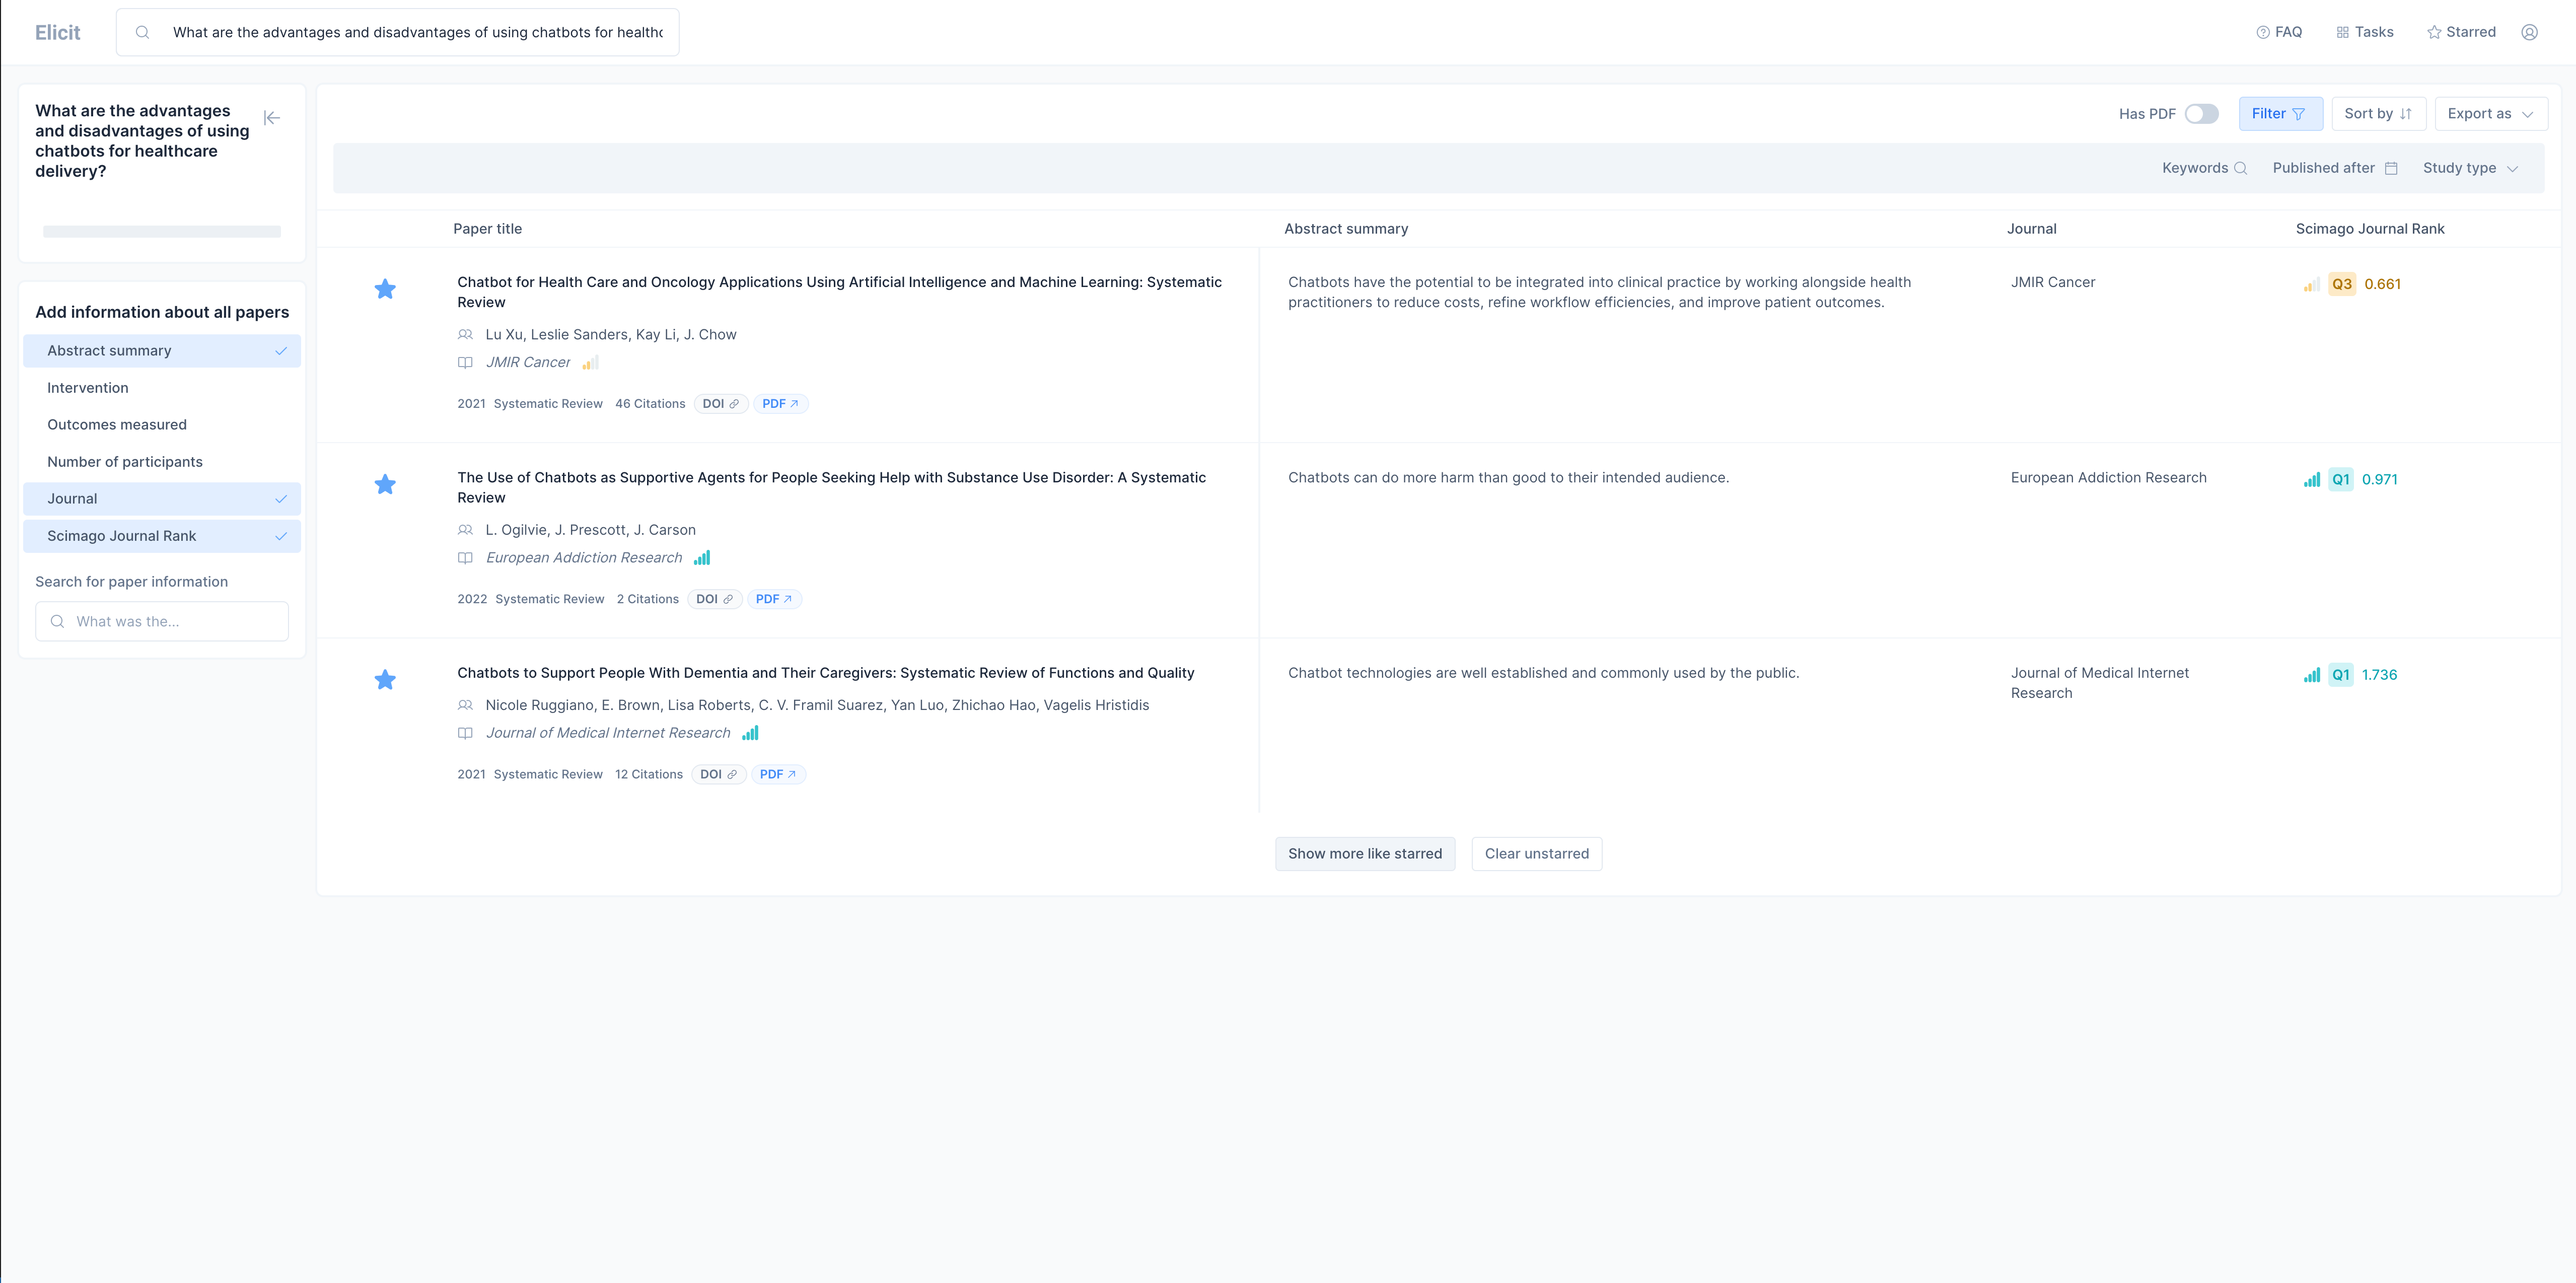 Elicit
What are the advantages and disadvantages of using chatbots for healthc
FAQ
Tasks
Starred
What are the advantages
and disadvantages of using
chatbots for healthcare
delivery?
Add information about all papers
Abstract summary
Intervention
Outcomes measured
Number of participants
Journal
Scimago Journal Rank
Search for paper information
What was the...
Has PDF
Filter
Sort by
Export as
Keywords
Published after
Study type
Paper title
Abstract summary
Journal
Scimago Journal Rank
Chatbot for Health Care and Oncology Applications Using Artificial Intelligence and Machine Learning: Systematic
Review
Lu Xu, Leslie Sanders, Kay Li, J. Chow
JMIR Cancer
2021 Systematic Review 46 Citations DOI PDF
Chatbots have the potential to be integrated into clinical practice by working alongside health
practitioners to reduce costs, refine workflow efficiencies, and improve patient outcomes.
JMIR Cancer
Q3 0.661
The Use of Chatbots as Supportive Agents for People Seeking Help with Substance Use Disorder: A Systematic
Review
L. Ogilvie, J. Prescott, J. Carson
European Addiction Research
2022 Systematic Review 2 Citations DOI PDF
Chatbots can do more harm than good to their intended audience.
European Addiction Research
Q1 0.971
Chatbots to Support People With Dementia and Their Caregivers: Systematic Review of Functions and Quality
Nicole Ruggiano, E. Brown, Lisa Roberts, C. V. Framil Suarez, Yan Luo, Zhichao Hao, Vagelis Hristidis
Journal of Medical Internet Research
2021 Systematic Review 12 Citations DOI PDF
Chatbot technologies are well established and commonly used by the public.
Journal of Medical Internet
Research
Q1 1.736
Show more like starred
Clear unstarred